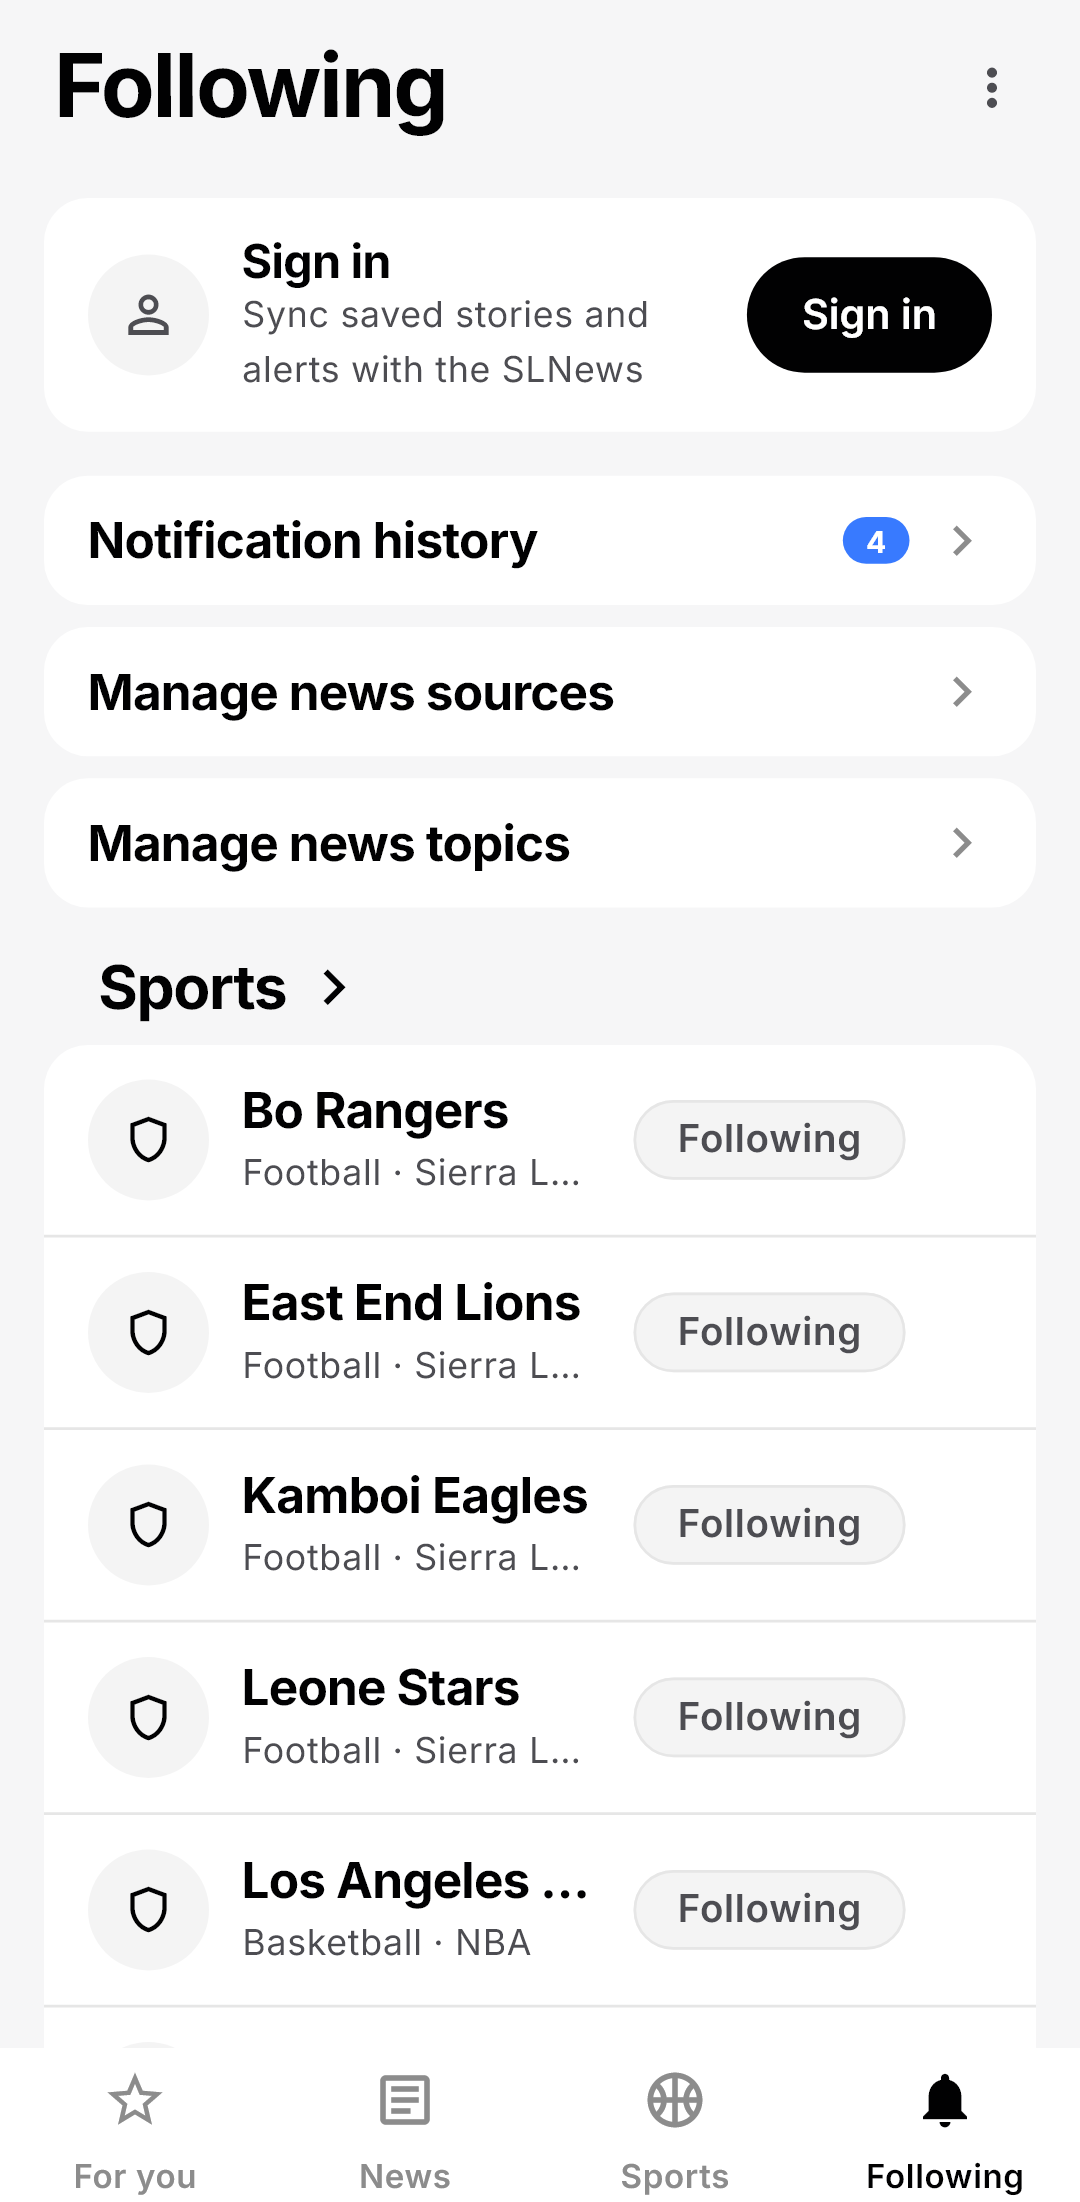 Following
Sign in
Sync saved stories and
alerts with the SLNews
Sign in
Notification history
4
Manage news sources
Manage news topics
Sports
Bo Rangers
Football · Sierra L...
Following
East End Lions
Football · Sierra L...
Following
Kamboi Eagles
Football · Sierra L...
Following
Leone Stars
Football · Sierra L...
Following
Los Angeles ...
Basketball · NBA
Following
For you
News
Sports
Following